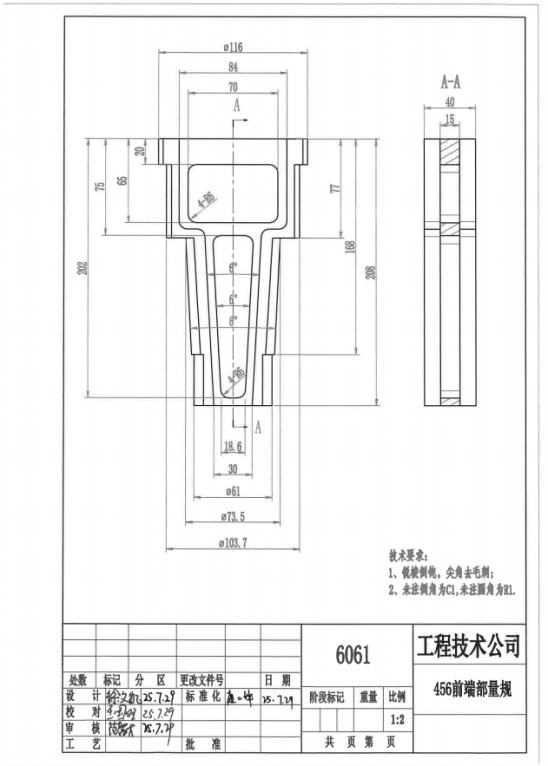 ø116
84
70
A
A-A
40
15
20
65
75
202
4-R6
77
168
208
6°
6°
6°
4-R6
A
18.6
30
ø61
ø73.5
ø103.7
技术要求:
1、锐棱倒钝，尖角去毛刺;
2、未注倒角为C1,未注圆角为R1.
6061
工程技术公司
456前端部量规
处数 标记 分 区 更改文件号 日 期
设 计 25.7.29 标 准 化 25.7.29
校 对 25.7.29
审 核 25.7.29
工 艺 批 准
阶段标记 重量 比例
1:2
共 页 第 页